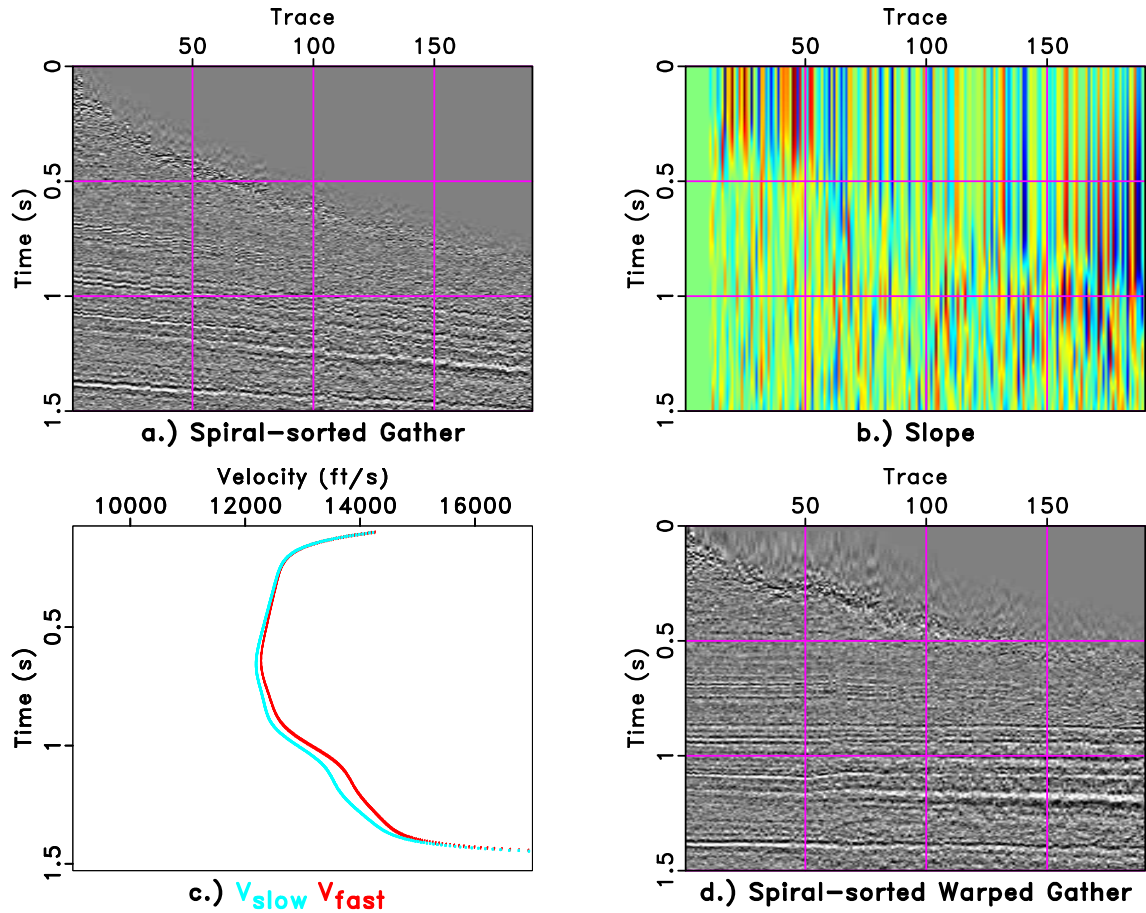 Trace
50 100 150
0
0.5
1
1.5
Time (s)
a.) Spiral-sorted Gather
Trace
50 100 150
0
0.5
1
1.5
Time (s)
b.) Slope
Velocity (ft/s)
10000 12000 14000 16000
0.5
1
1.5
Time (s)
c.) Vslow Vfast
Trace
50 100 150
0
0.5
1
1.5
Time (s)
d.) Spiral-sorted Warped Gather